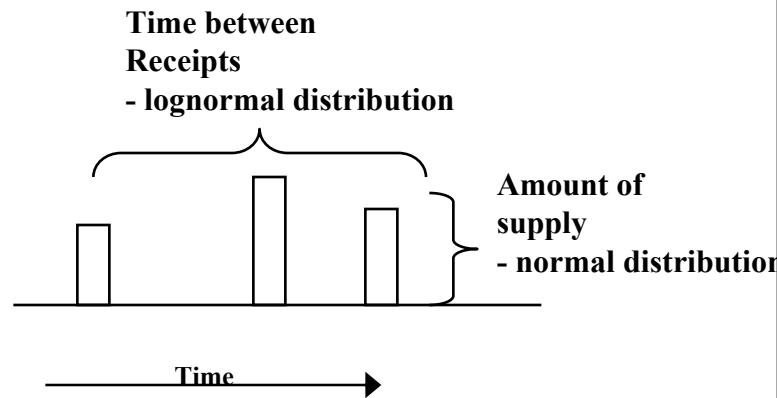 Time between
Receipts
- lognormal distribution
Amount of
supply
- normal distribution
Time